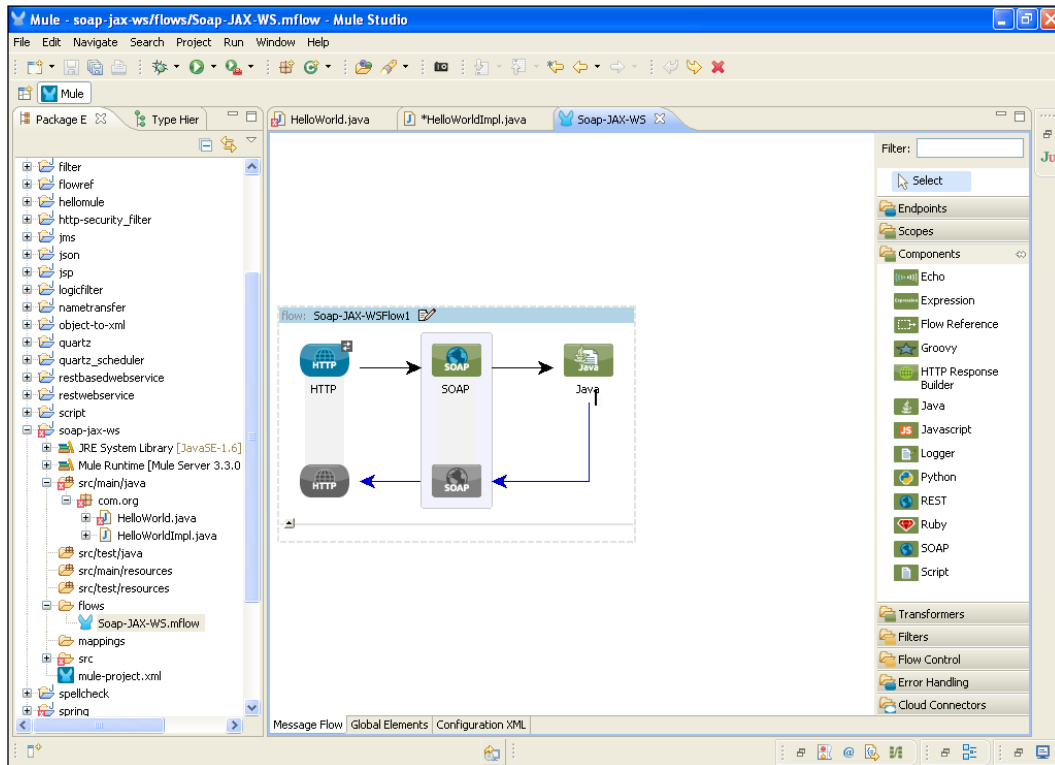 Mule - soap-jax-ws/flows/Soap-JAX-WS.mflow - Mule Studio
File Edit Navigate Search Project Run Window Help
Mule
Package E
Type Hier
HelloWorld.java
*HelloWorldImpl.java
Soap-JAX-WS
filter
flowref
hellomule
http-security_filter
jms
json
jsp
logicfilter
nametransfer
object-to-xml
quartz
quartz_scheduler
restbasedwebservice
restwebservice
script
soap-jax-ws
JRE System Library [JavaSE-1.6]
Mule Runtime [Mule Server 3.3.0
src/main/java
com.org
HelloWorld.java
HelloWorldImpl.java
src/test/java
src/main/resources
src/test/resources
flows
Soap-JAX-WS.mflow
mappings
src
mule-project.xml
spellcheck
spring
flow: Soap-JAX-WSFlow1
HTTP
SOAP
Java
HTTP
SOAP
Java
HTTP
SOAP
Message Flow
Global Elements
Configuration XML
Filter:
Select
Endpoints
Scopes
Components
Echo
Expression
Flow Reference
Groovy
HTTP Response
Builder
Java
JS
Javascript
Logger
Python
REST
Ruby
SOAP
Script
Transformers
Filters
Flow Control
Error Handling
Cloud Connectors
Ju